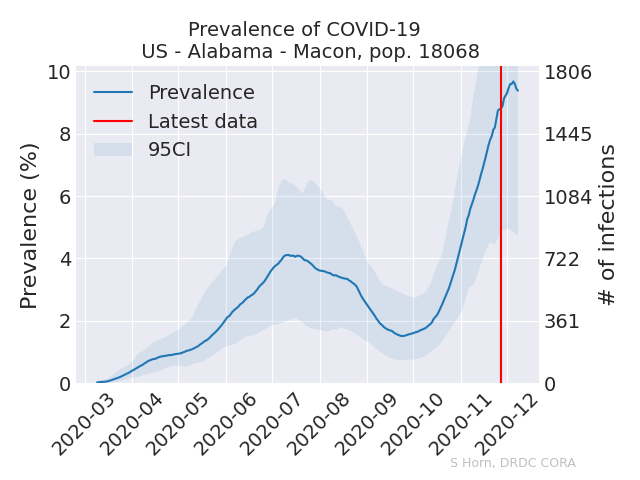 Prevalence of COVID-19
US - Alabama - Macon, pop. 18068
Prevalence
Latest data
95CI
Prevalence (%)
10
8
6
4
2
0
1806
1445
1084
722
361
0
# of infections
2020-03
2020-04
2020-05
2020-06
2020-07
2020-08
2020-09
2020-10
2020-11
2020-12
S Horn, DRDC CORA